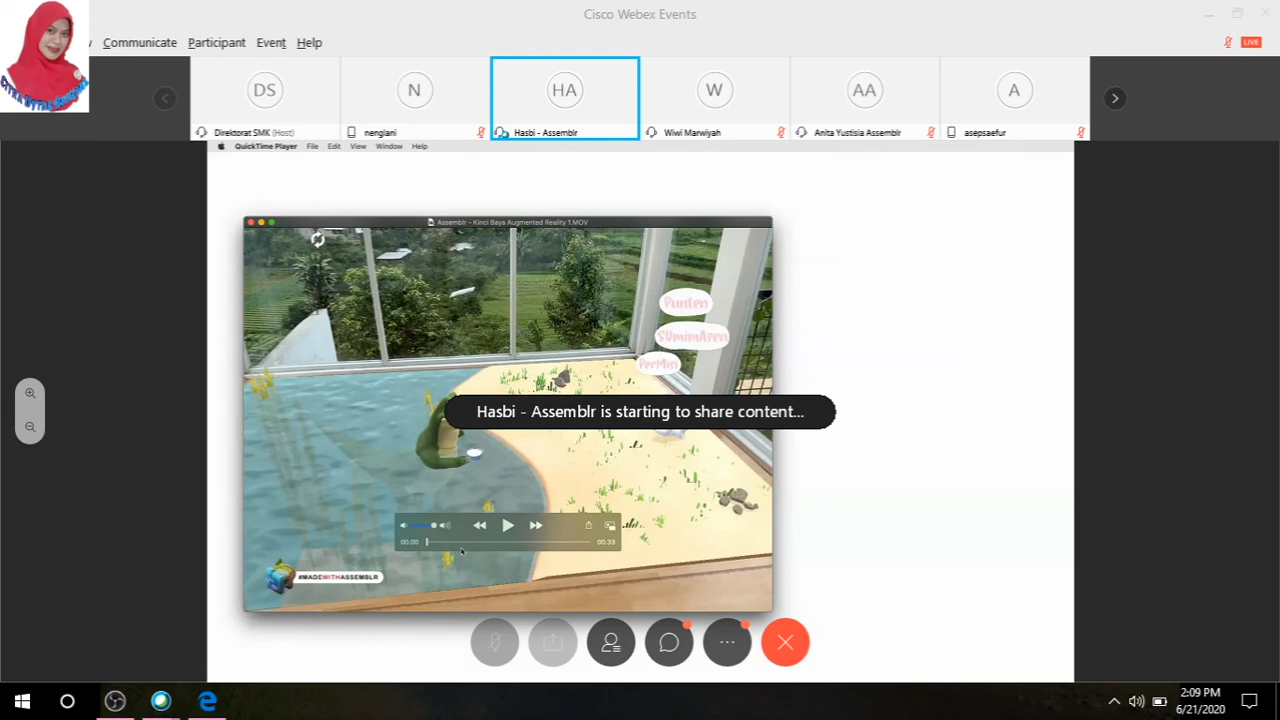 Cisco Webex Events
Communicate Participant Event Help
LIVE
DS
N
HA
W
AA
A
Direktorat SMK (Host)
nenglani
Hasbi - Assemblr
Wiwi Marwiyah
Anita Yustisia Assemblr
asepsaefur
QuickTime Player File Edit View Window Help
Assemblr - Kinci Baya Augmented Reality 1.MOV
Punten
PerMin
Hasbi - Assemblr is starting to share content...
00:00
00:33
#MADEWITHASSEMBLR
2:09 PM
6/21/2020